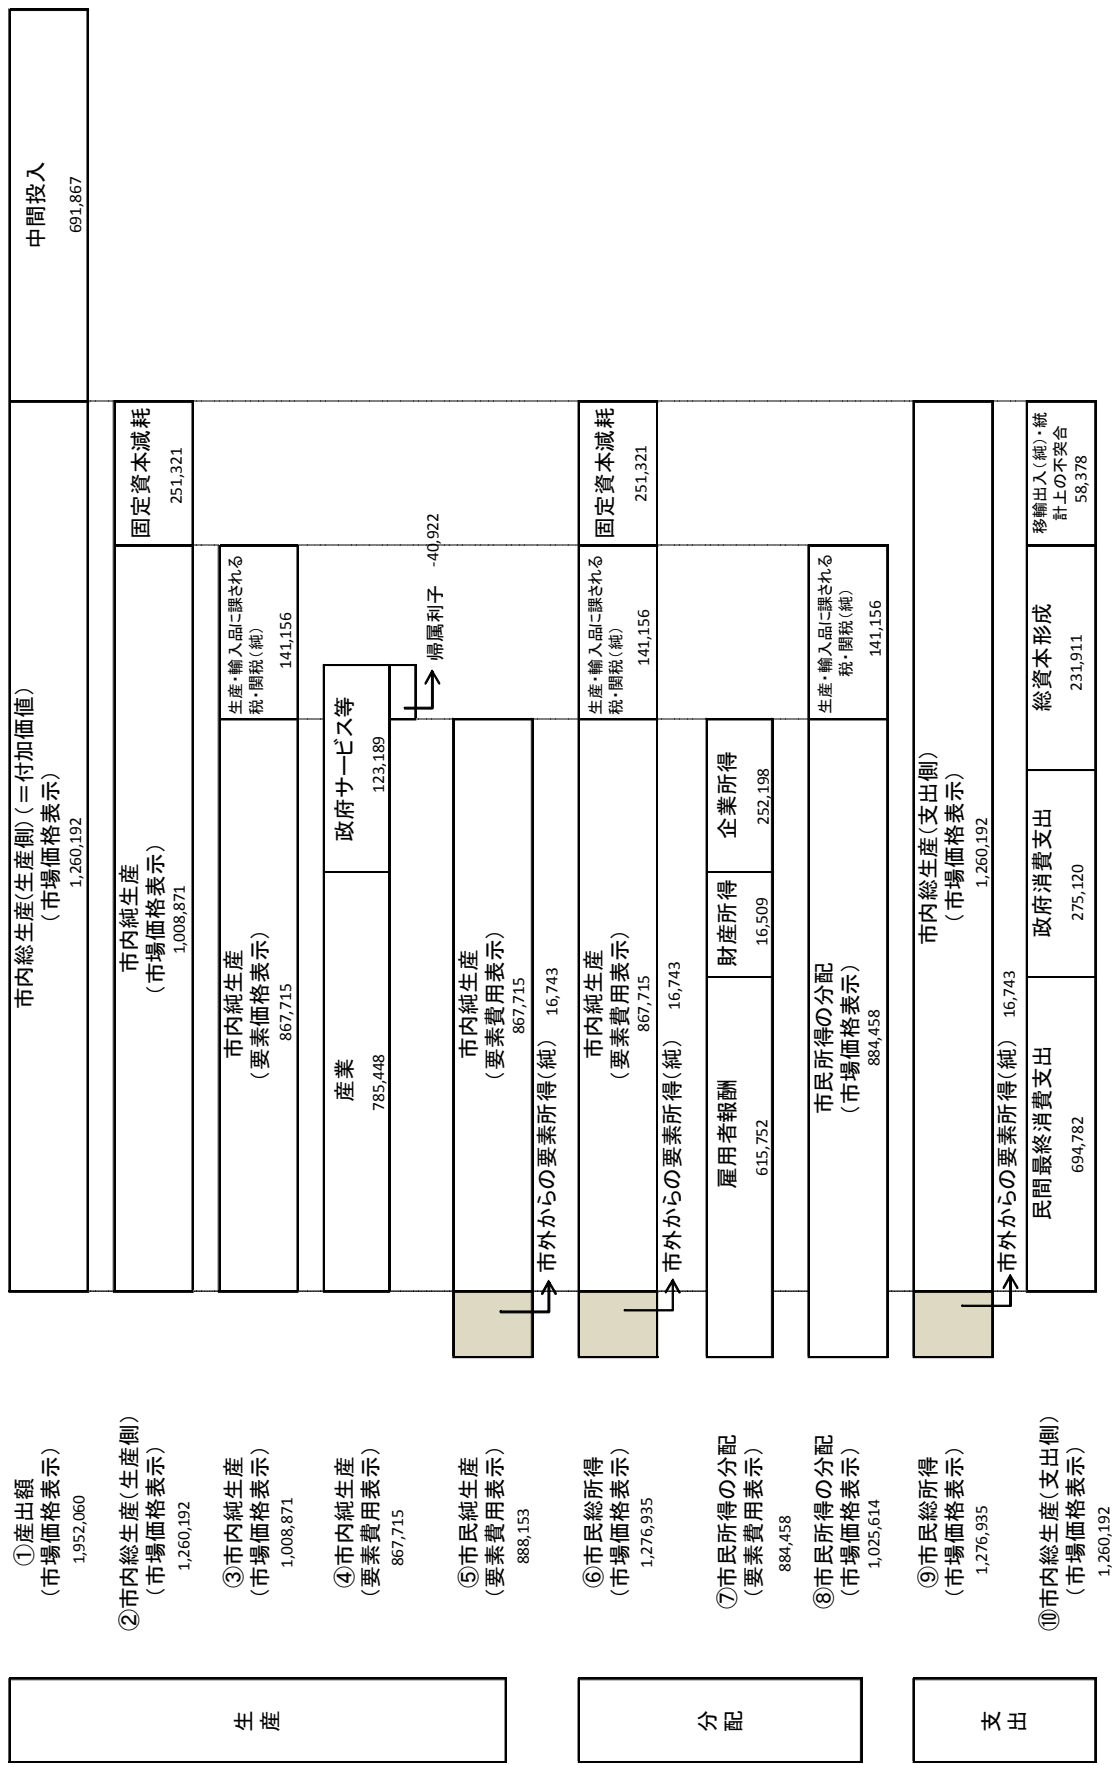 生産
①産出額
（市場価格表示）
1,952,060
市内総生産（生産側）（＝付加価値）
（市場価格表示）
1,260,192
中間投入
691,867
②市内総生産（生産側）
（市場価格表示）
1,260,192
市内純生産
（市場価格表示）
1,008,871
固定資本減耗
251,321
③市内純生産
（市場価格表示）
1,008,871
市内純生産
（要素価格表示）
867,715
生産・輸入品に課される
税・関税（純）
141,156
④市内純生産
（要素費用表示）
867,715
産業
785,448
政府サービス等
123,189
帰属利子 -40,922
⑤市民純生産
（要素費用表示）
888,153
市内純生産
（要素費用表示）
867,715
市外からの要素所得（純） 16,743
分配
⑥市民総所得
（市場価格表示）
1,276,935
市内純生産
（要素費用表示）
867,715
生産・輸入品に課される
税・関税（純）
141,156
固定資本減耗
251,321
市外からの要素所得（純） 16,743
⑦市民所得の分配
（要素費用表示）
884,458
雇用者報酬
615,752
財産所得
16,509
企業所得
252,198
⑧市民所得の分配
（市場価格表示）
1,025,614
市民所得の分配
（市場価格表示）
884,458
生産・輸入品に課される
税・関税（純）
141,156
支出
⑨市民総所得
（市場価格表示）
1,276,935
市内総生産（支出側）
（市場価格表示）
1,260,192
市外からの要素所得（純） 16,743
⑩市内総生産（支出側）
（市場価格表示）
1,260,192
民間最終消費支出
694,782
政府消費支出
275,120
総資本形成
231,911
移輸出入（純）・統
計上の不突合
58,378